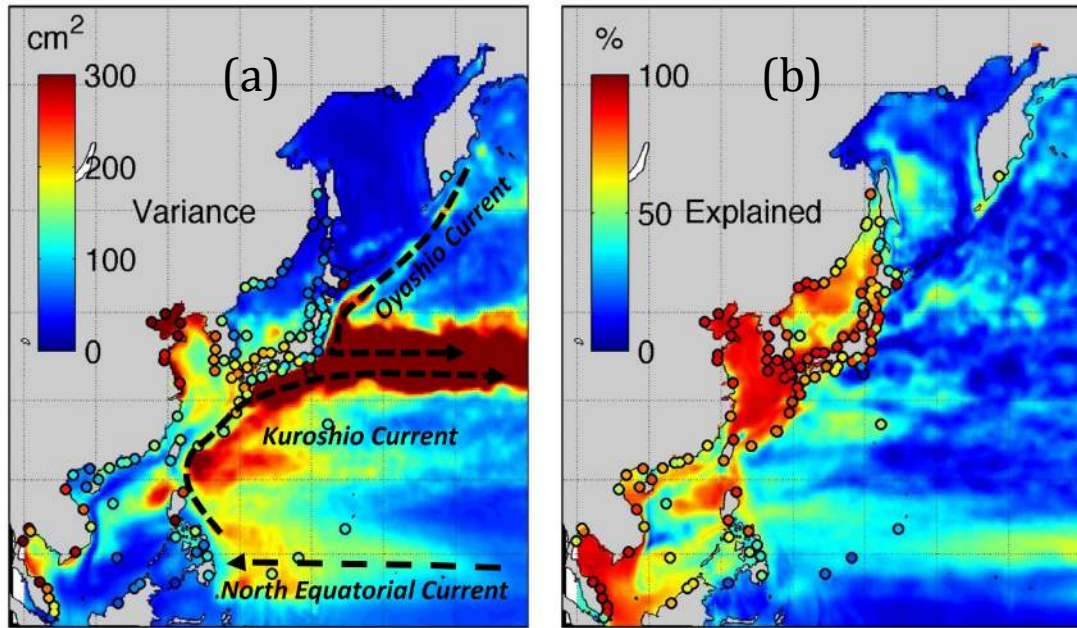 cm²
300
(a)
200
Variance
100
0
Oyashio Current
Kuroshio Current
North Equatorial Current
%
100
(b)
50
Explained
0